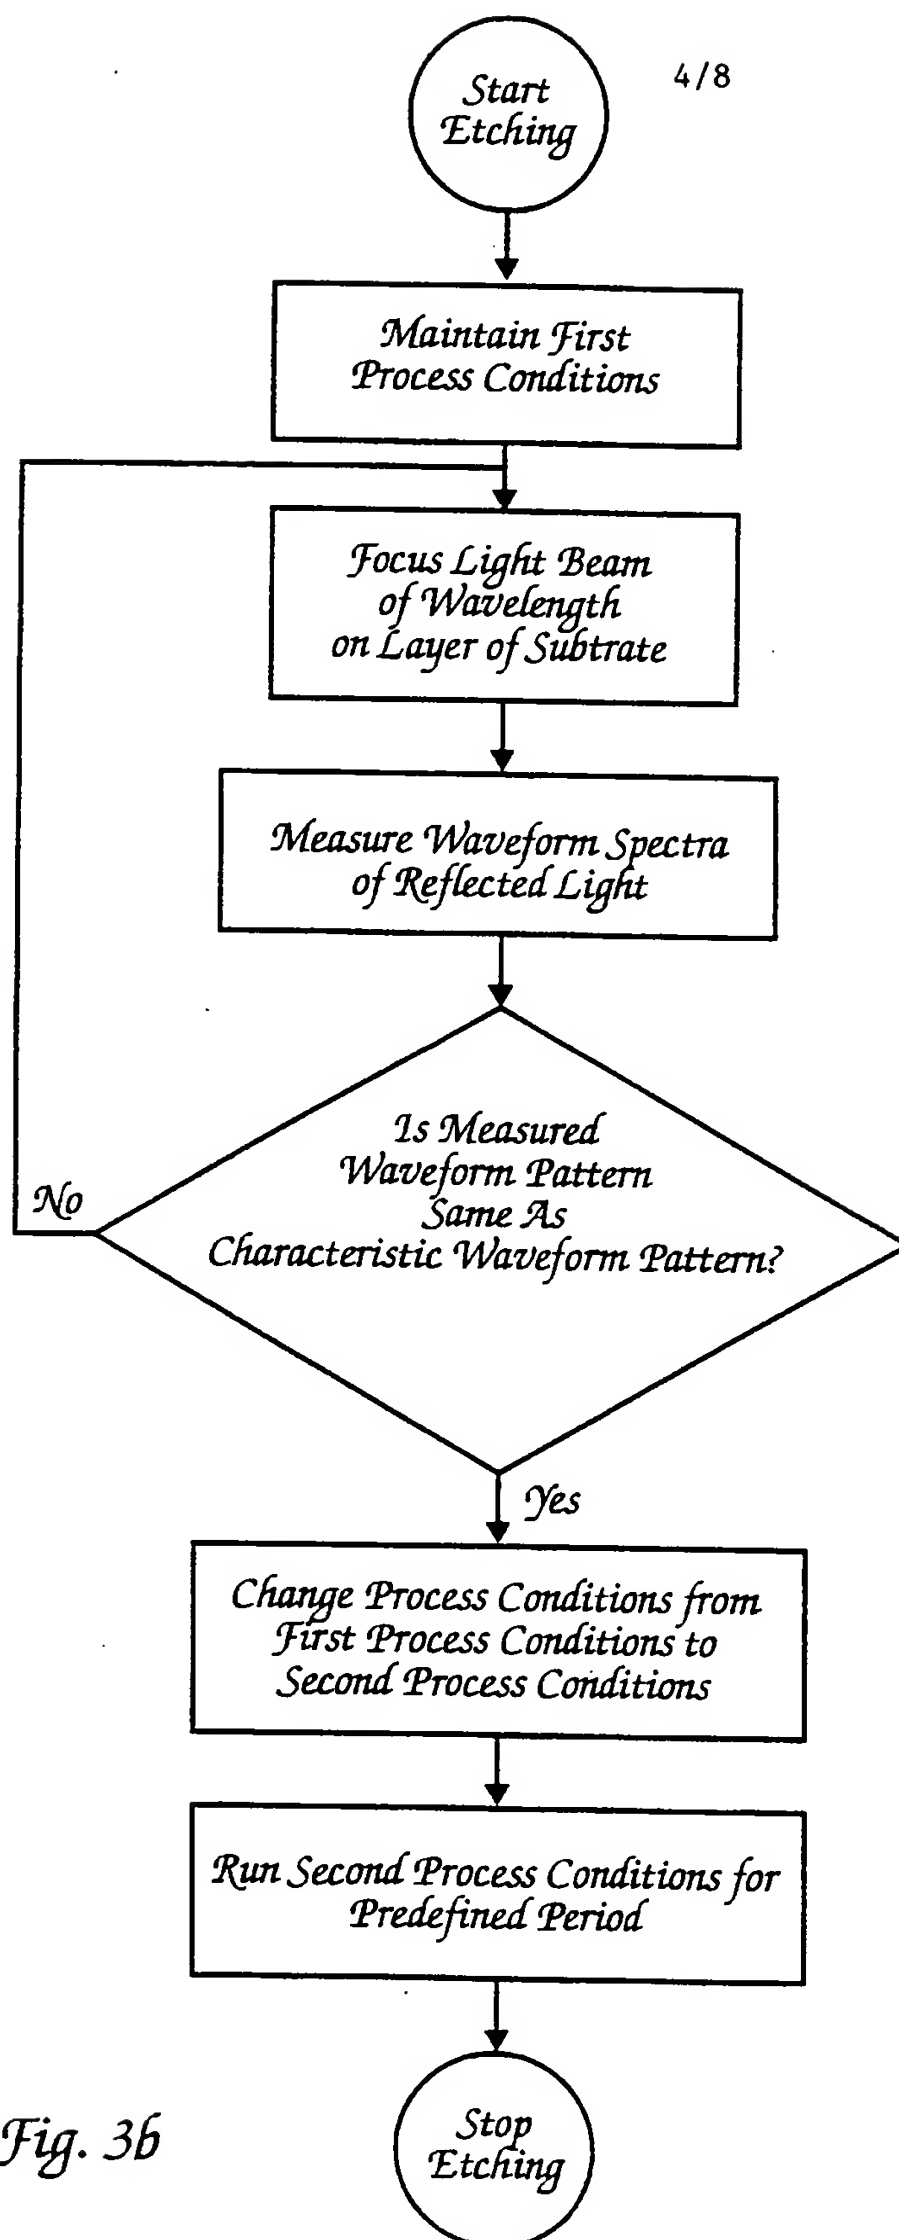 Start
Etching
4/8
Maintain First
Process Conditions
Focus Light Beam
of Wavelength
on Layer of Subtrate
Measure Waveform Spectra
of Reflected Light
Is Measured
Waveform Pattern
Same As
Characteristic Waveform Pattern?
No
Yes
Change Process Conditions from
First Process Conditions to
Second Process Conditions
Run Second Process Conditions for
Predefined Period
Stop
Etching
Fig. 3b